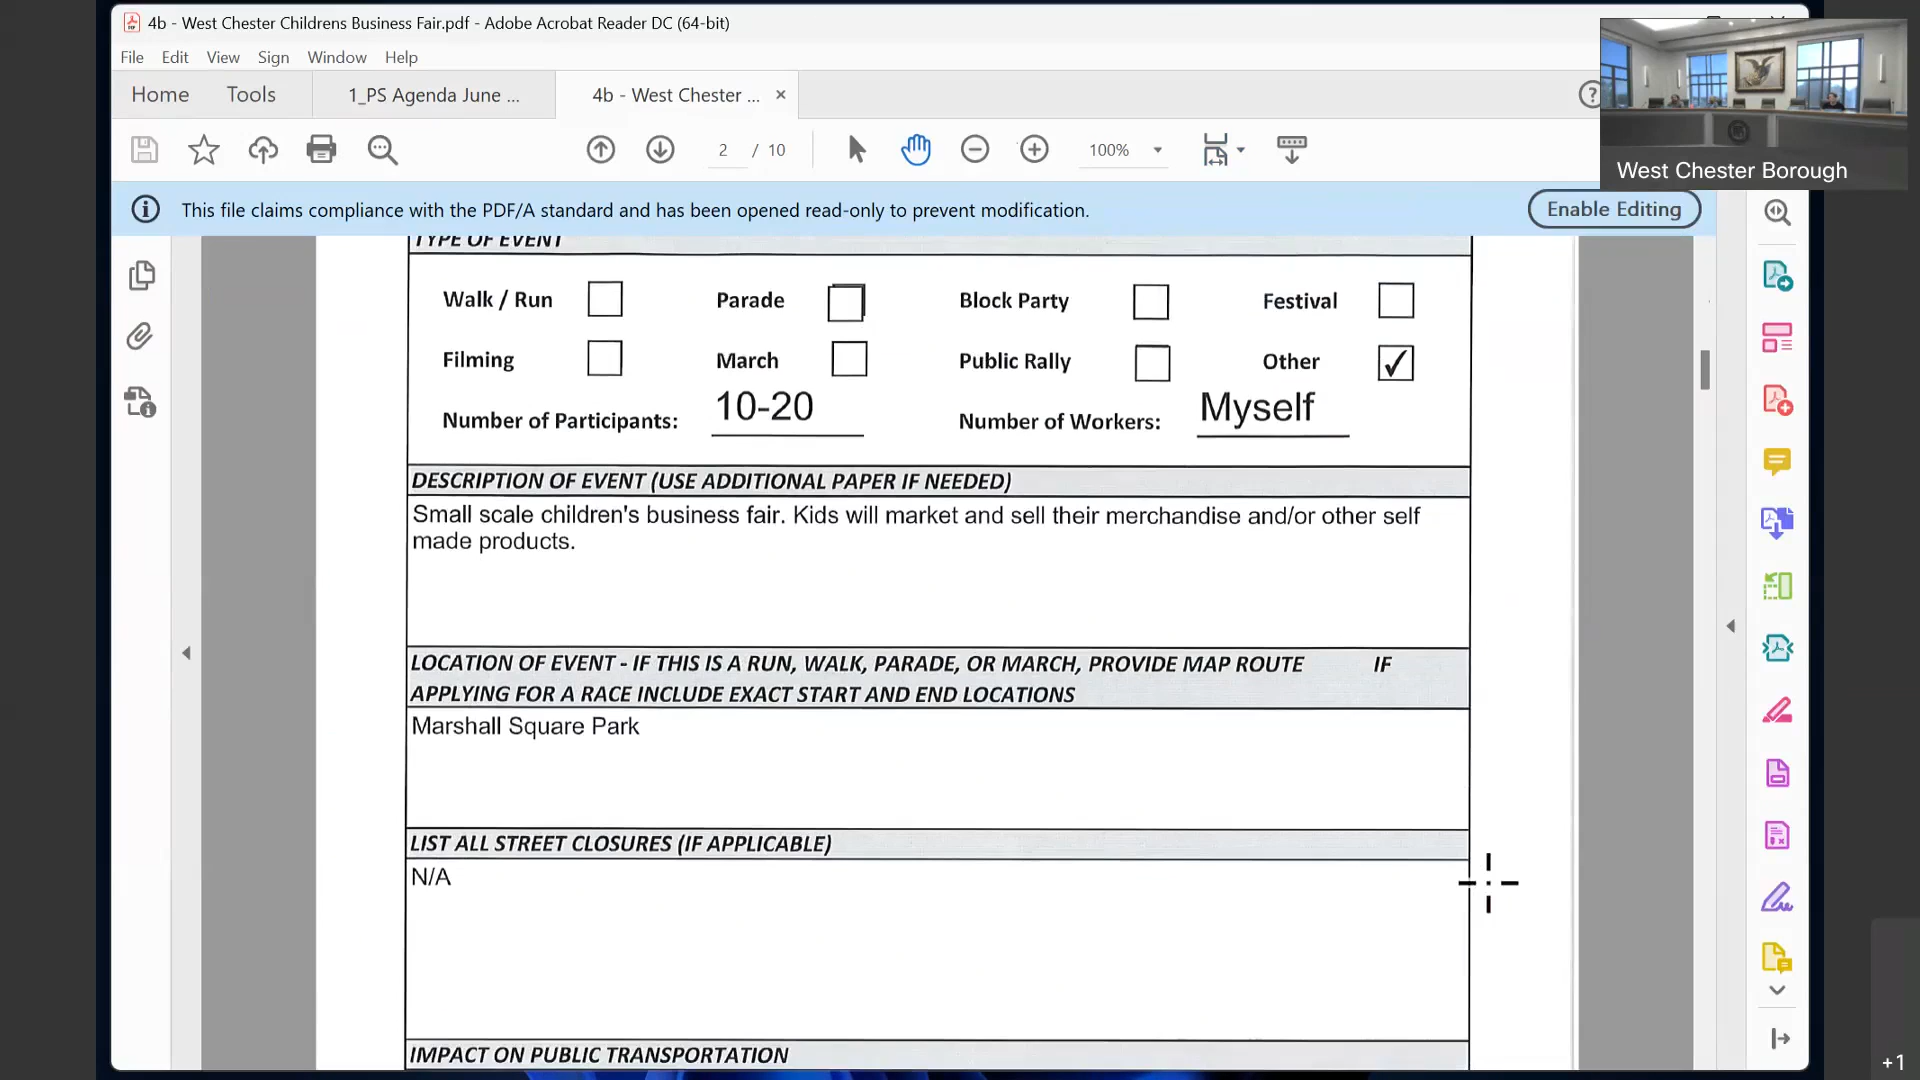 4b - West Chester Childrens Business Fair.pdf - Adobe Acrobat Reader DC (64-bit)
File Edit View Sign Window Help
Home Tools 1_PS Agenda June ... 4b - West Chester ...
2 / 10 100%
West Chester Borough
This file claims compliance with the PDF/A standard and has been opened read-only to prevent modification. Enable Editing
TYPE OF EVENT
Walk / Run Parade Block Party Festival
Filming March Public Rally Other ✓
Number of Participants: 10-20 Number of Workers: Myself
DESCRIPTION OF EVENT (USE ADDITIONAL PAPER IF NEEDED)
Small scale children's business fair. Kids will market and sell their merchandise and/or other self
made products.
LOCATION OF EVENT - IF THIS IS A RUN, WALK, PARADE, OR MARCH, PROVIDE MAP ROUTE IF
APPLYING FOR A RACE INCLUDE EXACT START AND END LOCATIONS
Marshall Square Park
LIST ALL STREET CLOSURES (IF APPLICABLE)
N/A
IMPACT ON PUBLIC TRANSPORTATION
+1